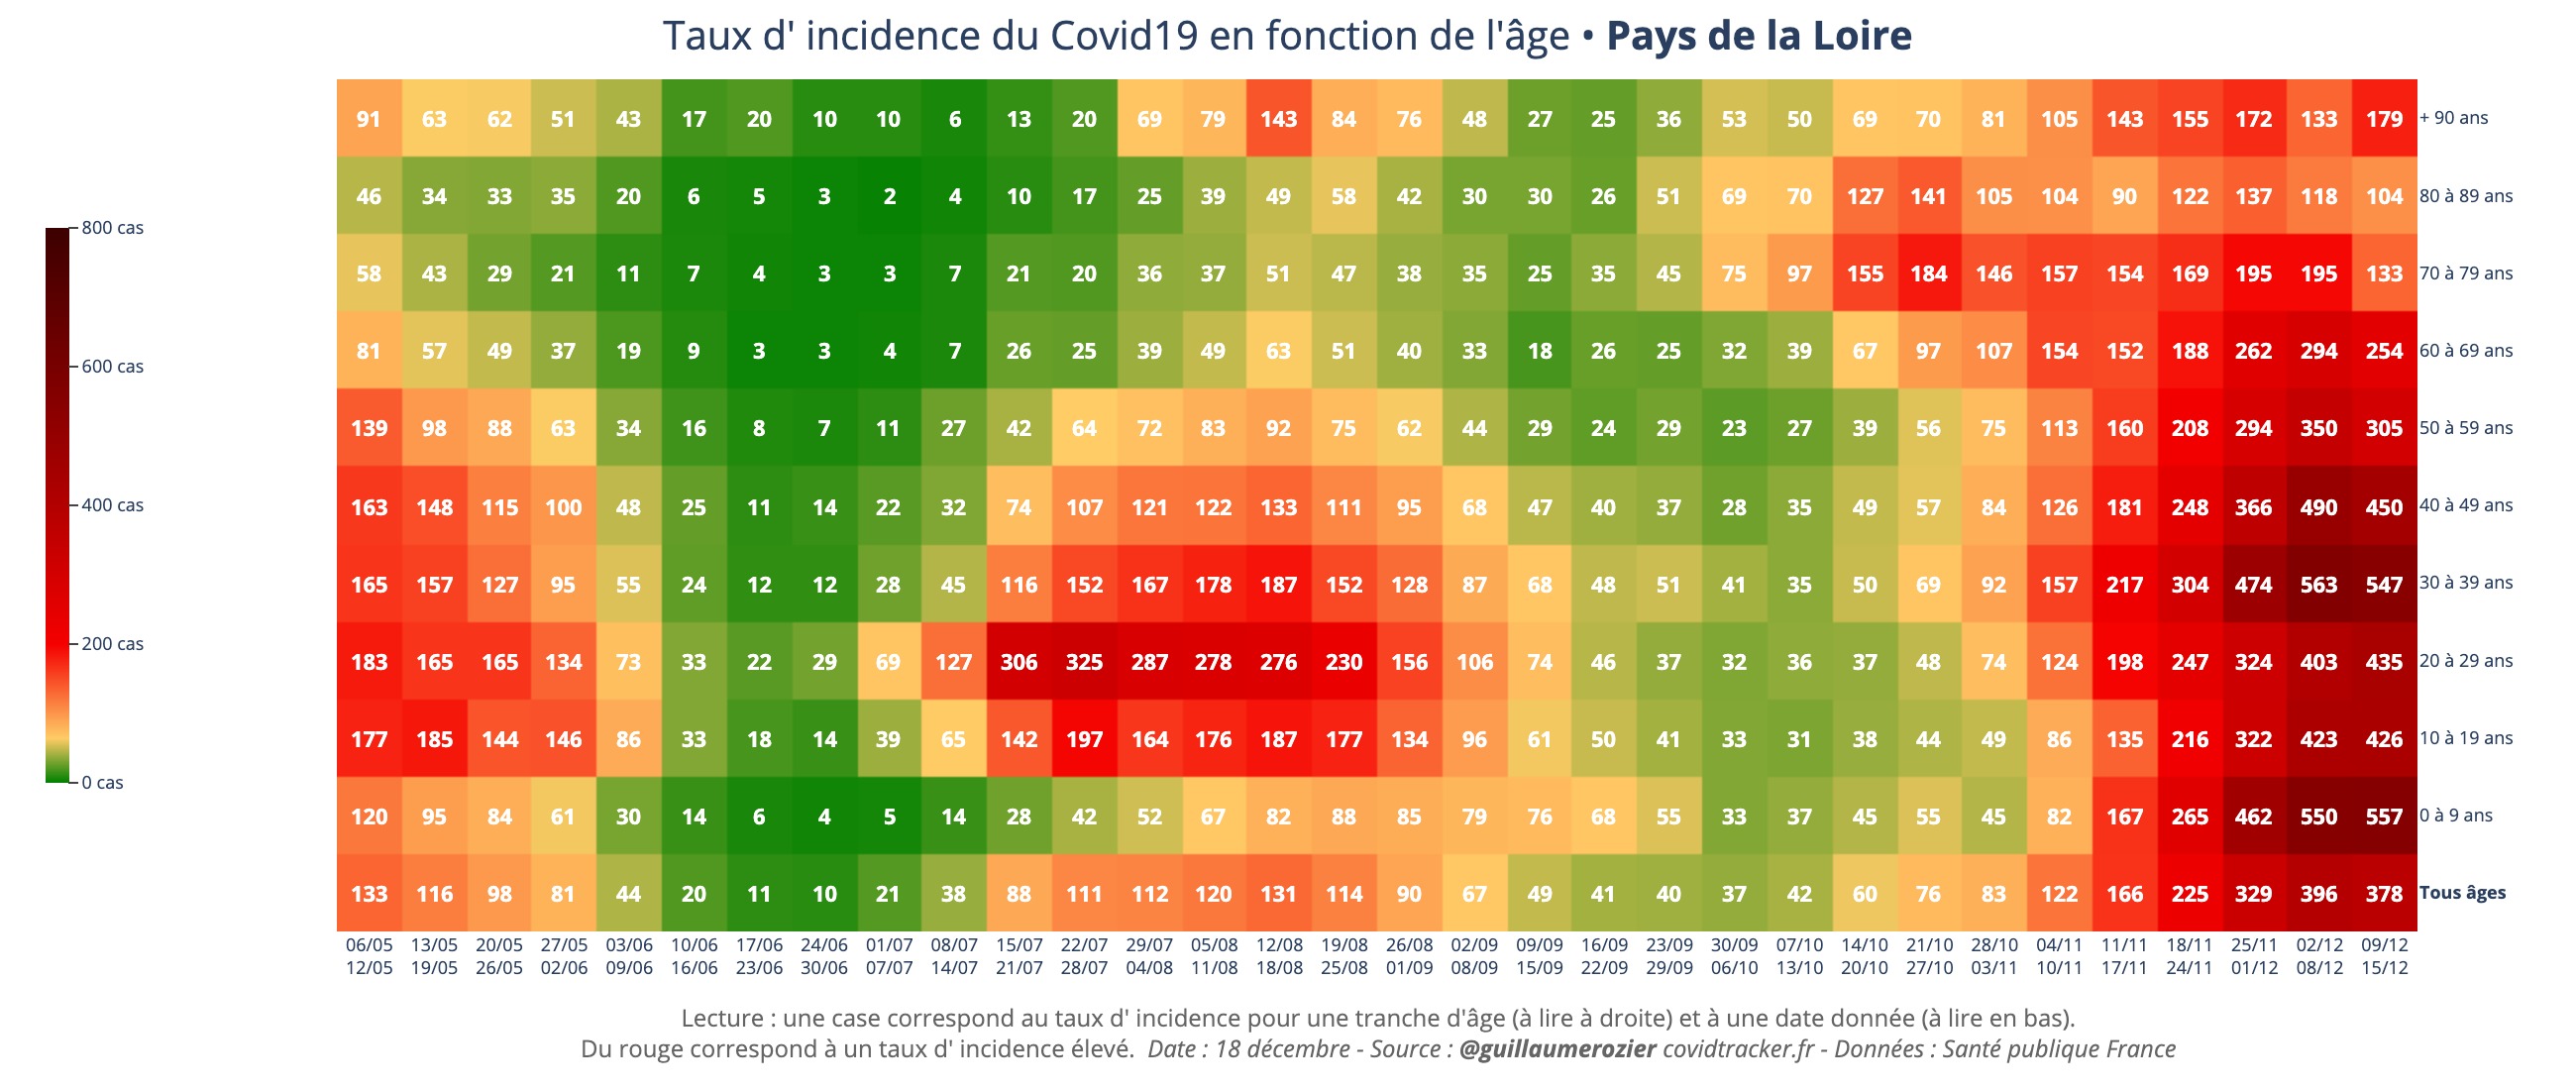 Taux d' incidence du Covid19 en fonction de l'âge • Pays de la Loire
800 cas
600 cas
400 cas
200 cas
0 cas
91 63 62 51 43 17 20 10 10 6 13 20 69 79 143 84 76 48 27 25 36 53 50 69 70 81 105 143 155 172 133 179 + 90 ans
46 34 33 35 20 6 5 3 2 4 10 17 25 39 49 58 42 30 30 26 51 69 70 127 141 105 104 90 122 137 118 104 80 à 89 ans
58 43 29 21 11 7 4 3 3 7 21 20 36 37 51 47 38 35 25 35 45 75 97 155 184 146 157 154 169 195 195 133 70 à 79 ans
81 57 49 37 19 9 3 3 4 7 26 25 39 49 63 51 40 33 18 26 25 32 39 67 97 107 154 152 188 262 294 254 60 à 69 ans
139 98 88 63 34 16 8 7 11 27 42 64 72 83 92 75 62 44 29 24 29 23 27 39 56 75 113 160 208 294 350 305 50 à 59 ans
163 148 115 100 48 25 11 14 22 32 74 107 121 122 133 111 95 68 47 40 37 28 35 49 57 84 126 181 248 366 490 450 40 à 49 ans
165 157 127 95 55 24 12 12 28 45 116 152 167 178 187 152 128 87 68 48 51 41 35 50 69 92 157 217 304 474 563 547 30 à 39 ans
183 165 165 134 73 33 22 29 69 127 306 325 287 278 276 230 156 106 74 46 37 32 36 37 48 74 124 198 247 324 403 435 20 à 29 ans
177 185 144 146 86 33 18 14 39 65 142 197 164 176 187 177 134 96 61 50 41 33 31 38 44 49 86 135 216 322 423 426 10 à 19 ans
120 95 84 61 30 14 6 4 5 14 28 42 52 67 82 88 85 79 76 68 55 33 37 45 55 45 82 167 265 462 550 557 0 à 9 ans
133 116 98 81 44 20 11 10 21 38 88 111 112 120 131 114 90 67 49 41 40 37 42 60 76 83 122 166 225 329 396 378 Tous âges
06/05 13/05 20/05 27/05 03/06 10/06 17/06 24/06 01/07 08/07 15/07 22/07 29/07 05/08 12/08 19/08 26/08 02/09 09/09 16/09 23/09 30/09 07/10 14/10 21/10 28/10 04/11 11/11 18/11 25/11 02/12 09/12
12/05 19/05 26/05 02/06 09/06 16/06 23/06 30/06 07/07 14/07 21/07 28/07 04/08 11/08 18/08 25/08 01/09 08/09 15/09 22/09 29/09 06/10 13/10 20/10 27/10 03/11 10/11 17/11 24/11 01/12 08/12 15/12
Lecture : une case correspond au taux d' incidence pour une tranche d'âge (à lire à droite) et à une date donnée (à lire en bas).
Du rouge correspond à un taux d' incidence élevé. Date : 18 décembre - Source : @guillaumerozier covidtracker.fr - Données : Santé publique France